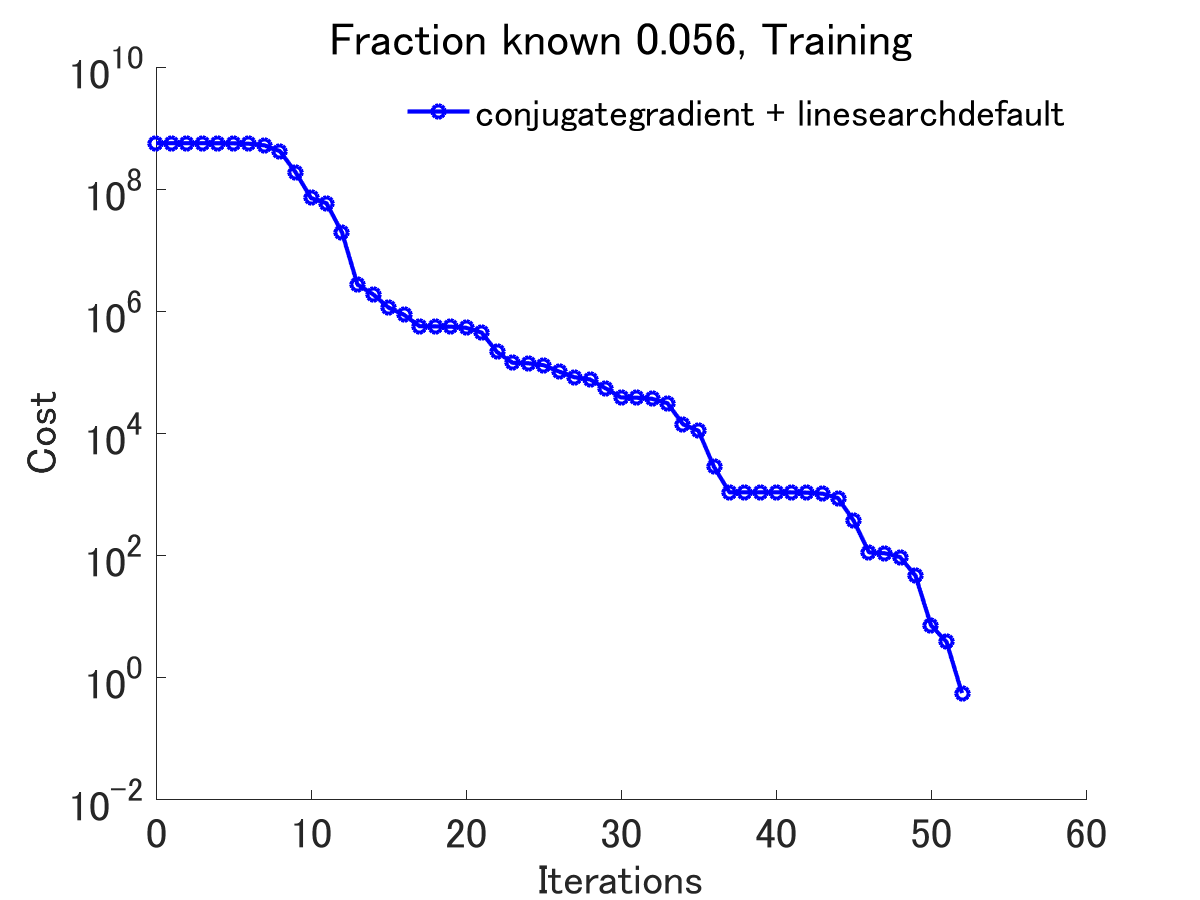 Fraction known 0.056, Training
conjugategradient + linesearchdefault
10^10
10^8
10^6
10^4
10^2
10^0
10^-2
Cost
0 10 20 30 40 50 60
Iterations